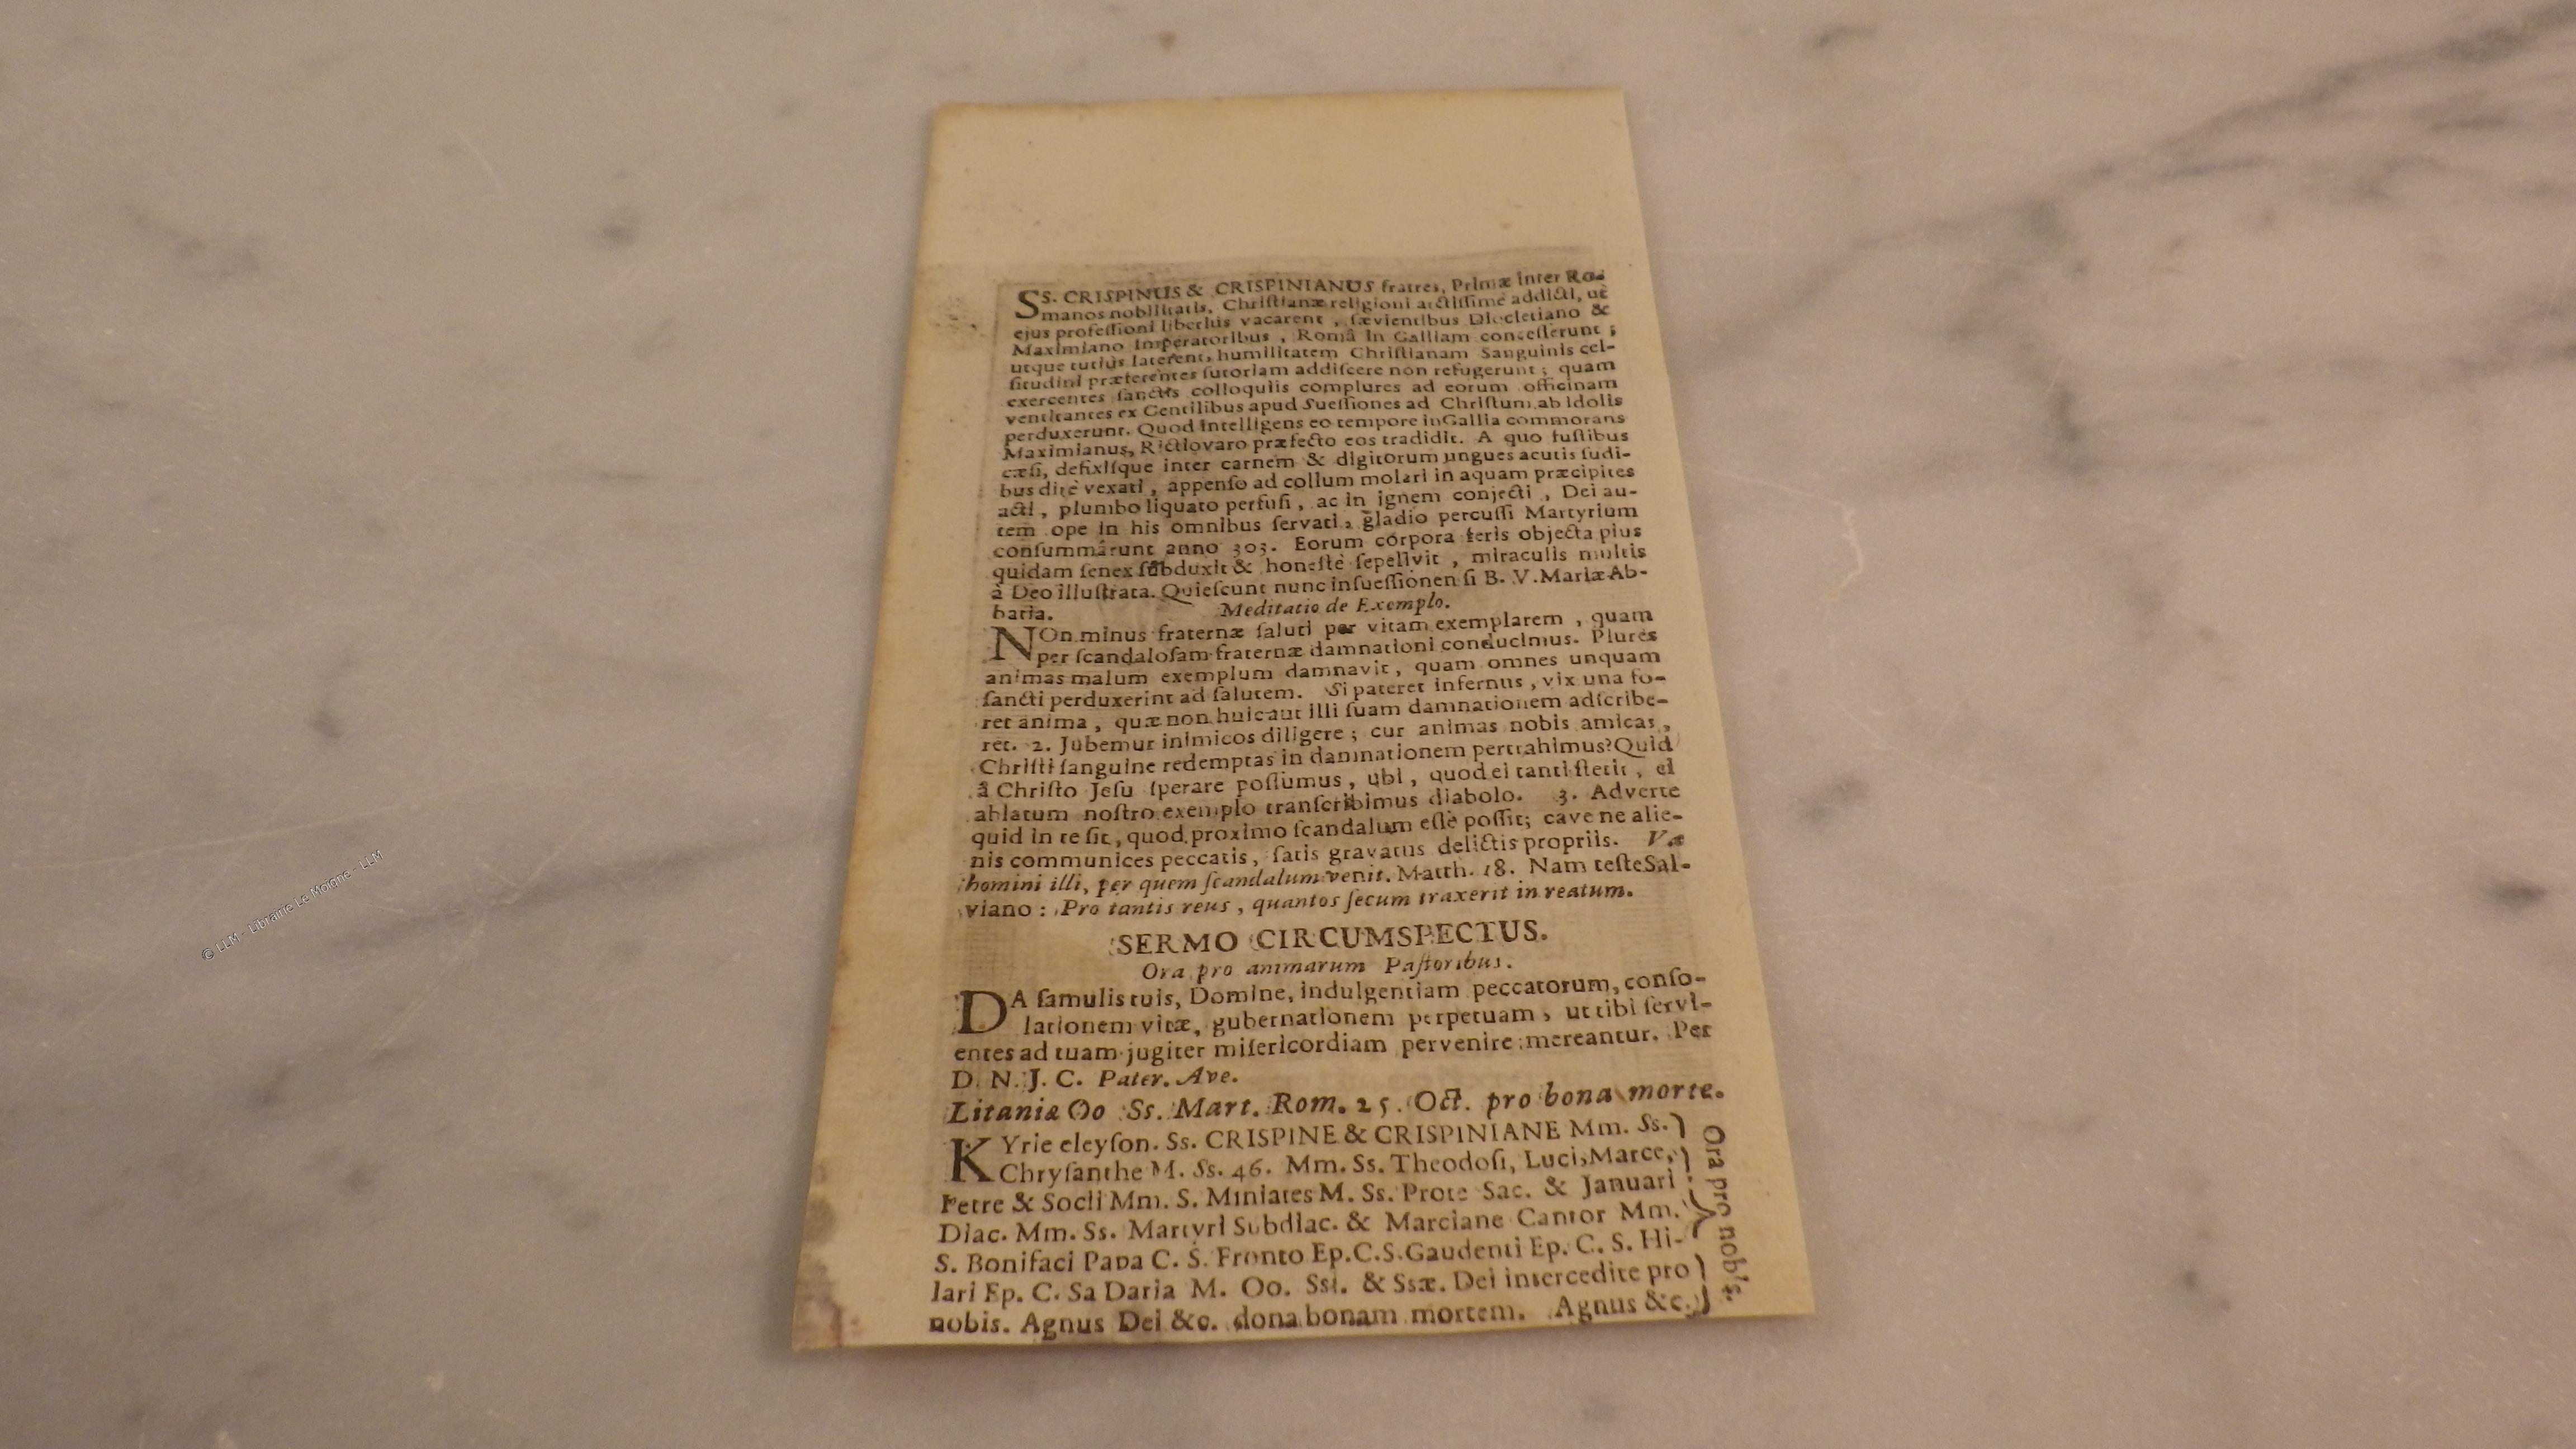 SS. CRISPINUS & CRISPINIANUS fratres, Primæ inter Ro-
manos nobilitatis, Chriſtianæ religioni arctiſſimè addicti, ut
ejus profeſſioni liberiùs vacarent, ſævientibus Diocletiano &
Maximiano Imperatoribus, Româ in Galliam conceſſerunt;
utque tutiùs laterent, humilitatem Chriſtianam Sanguinis cel-
ſitudini præferentes ſutoriam addiſcere non refugerunt; quam
exercentes ſanctis colloquiis complures ad eorum officinam
ventitantes ex Gentilibus apud Sueſſiones ad Chriſtum ab idolis
perduxerunt. Quod intelligens eo tempore in Gallia commorans
Maximianus, Rictiovaro præfecto eos tradidit. A quo fuſtibus
cæſi, defixiſque inter carnem & digitorum ungues acutis ſudi-
bus dirè vexati, appenſo ad collum molari in aquam præcipites
acti, plumbo liquato perfuſi, ac in ignem conjecti, Dei au-
tem ope in his omnibus ſervati, gladio percuſſi Martyrium
conſummârunt anno 303. Eorum corpora feris objecta pius
quidam ſenex ſubduxit & honeſtè ſepelivit, miraculis multis
à Deo illuſtrata. Quieſcunt nunc in ſueſſionenſi B. V. Mariæ Ab-
batia. Meditatio de Exemplo.
NOn minus fraternæ ſaluti per vitam exemplarem, quam
per ſcandaloſam fraternæ damnationi conducimus. Plures
animas malum exemplum damnavit, quam omnes unquam
ſancti perduxerint ad ſalutem. Si pateret infernus, vix una fo-
ret anima, quæ non huic aut illi ſuam damnationem adſcribe-
ret. 2. Jubemur inimicos diligere; cur animas nobis amicas,
Chriſti ſanguine redemptas in damnationem pertrahimus? Quid
à Chriſto Jeſu ſperare poſſumus, ubi, quod ei tanti ſtetit, ei
ablatum noſtro exemplo tranſcribimus diabolo. 3. Adverte
quid in te ſit, quod proximo ſcandalum eſſe poſſit; cave ne alie-
nis communices peccatis, ſatis gravatus delictis propriis. Væ
homini illi, per quem ſcandalum venit. Matth. 18. Nam teſte Sal-
viano: Pro tantis reus, quantos ſecum traxerit in reatum.
SERMO CIRCUMSPECTUS.
Ora pro animarum Paſtoribus.
DA famulis tuis, Domine, indulgentiam peccatorum, conſo-
lationem vitæ, gubernationem perpetuam, ut tibi ſervi-
entes ad tuam jugiter miſericordiam pervenire mereantur. Per
D. N. J. C. Pater. Ave.
Litaniæ Oo Ss. Mart. Rom. 25. Oct. pro bona morte.
KYrie eleyſon. Ss. CRISPINE & CRISPINIANE Mm. Ss.
Chryſanthe M. Ss. 46. Mm. Ss. Theodoſi, Luci, Marce,
Petre & Socii Mm. S. Miniates M. Ss. Prote Sac. & Januari
Diac. Mm. Ss. Martyri Subdiac. & Marciane Cantor Mm.
S. Bonifaci Papa C. S. Fronto Ep. C. S. Gaudenti Ep. C. S. Hi-
lari Ep. C. Sa Daria M. Oo. Ssi. & Ssæ. Dei intercedite pro
nobis. Agnus Dei &c. dona bonam mortem. Agnus &c.
Ora pro nobis.
© LLM - Librairie Le Moigne - LLM